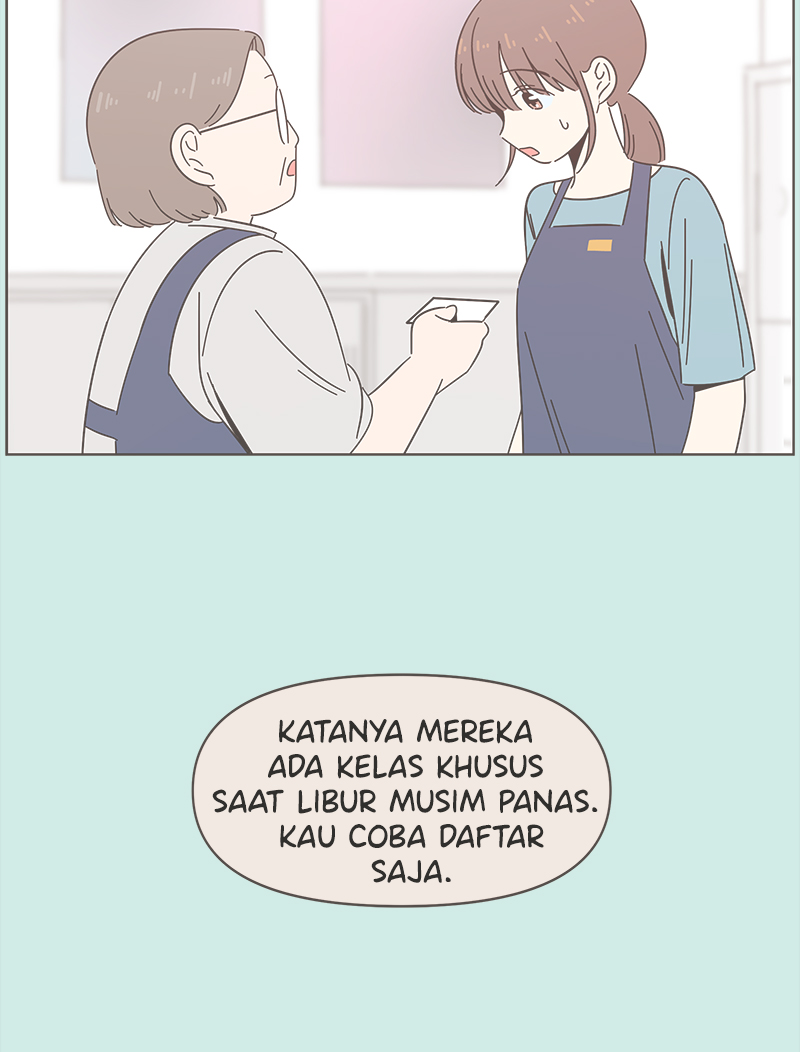 KATANYA MEREKA
ADA KELAS KHUSUS
SAAT LIBUR MUSIM PANAS.
KAU COBA DAFTAR
SAJA.